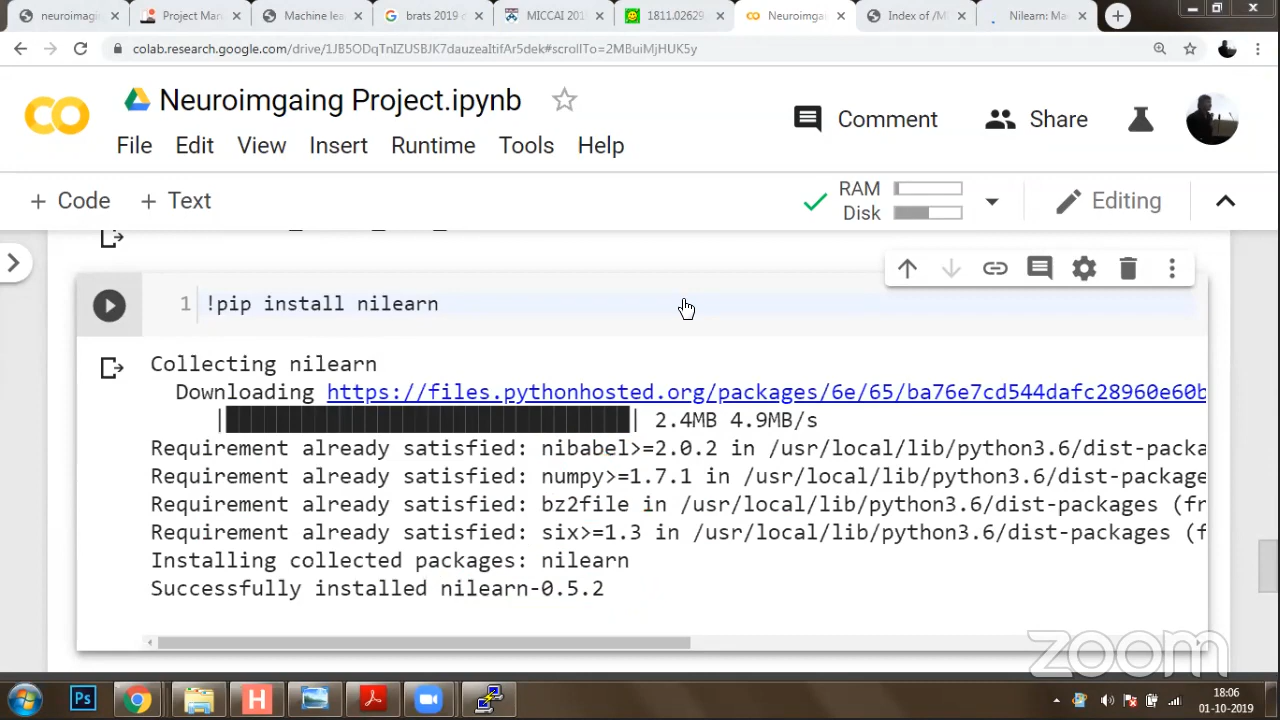 neuroimagi
Project Mar
Machine lea
brats 2019 c
MICCAI 201
1811.02629
Neuroimga
Index of /M
Nilearn: Ma
colab.research.google.com/drive/1JB5ODqTnIZUSBJK7dauzeaItifAr5dek#scrollTo=2MBuiMjHUK5y
CO
Neuroimgaing Project.ipynb
Comment
Share
File Edit View Insert Runtime Tools Help
+ Code + Text
RAM
Disk
Editing
1 !pip install nilearn
Collecting nilearn
Downloading https://files.pythonhosted.org/packages/6e/65/ba76e7cd544dafc28960e60b
2.4MB 4.9MB/s
Requirement already satisfied: nibabel>=2.0.2 in /usr/local/lib/python3.6/dist-packa
Requirement already satisfied: numpy>=1.7.1 in /usr/local/lib/python3.6/dist-package
Requirement already satisfied: bz2file in /usr/local/lib/python3.6/dist-packages (fr
Requirement already satisfied: six>=1.3 in /usr/local/lib/python3.6/dist-packages (f
Installing collected packages: nilearn
Successfully installed nilearn-0.5.2
zoom
Ps
H
18:06
01-10-2019